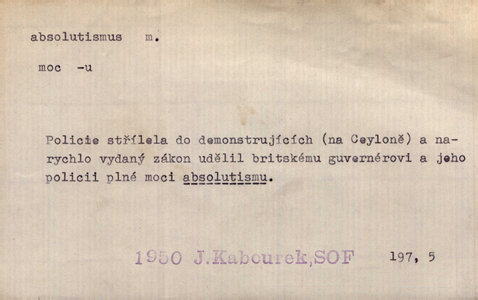 absolutismus m.
moc -u
Policie střílela do demonstrujících (na Ceyloně) a na-
rychlo vydaný zákon udělil britskému guvernérovi a jeho
policii plné moci absolutismu.
1950 J.Kabourek,SOF 197, 5